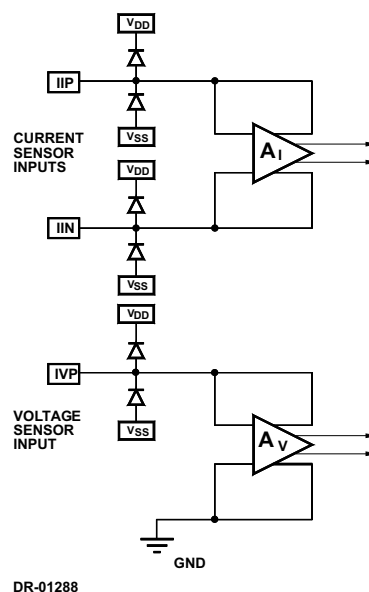 VDD
IIP
CURRENT
SENSOR
INPUTS
VSS
AI
VDD
IIN
VSS
VDD
IVP
VOLTAGE
SENSOR
INPUT
VSS
AV
GND
DR-01288